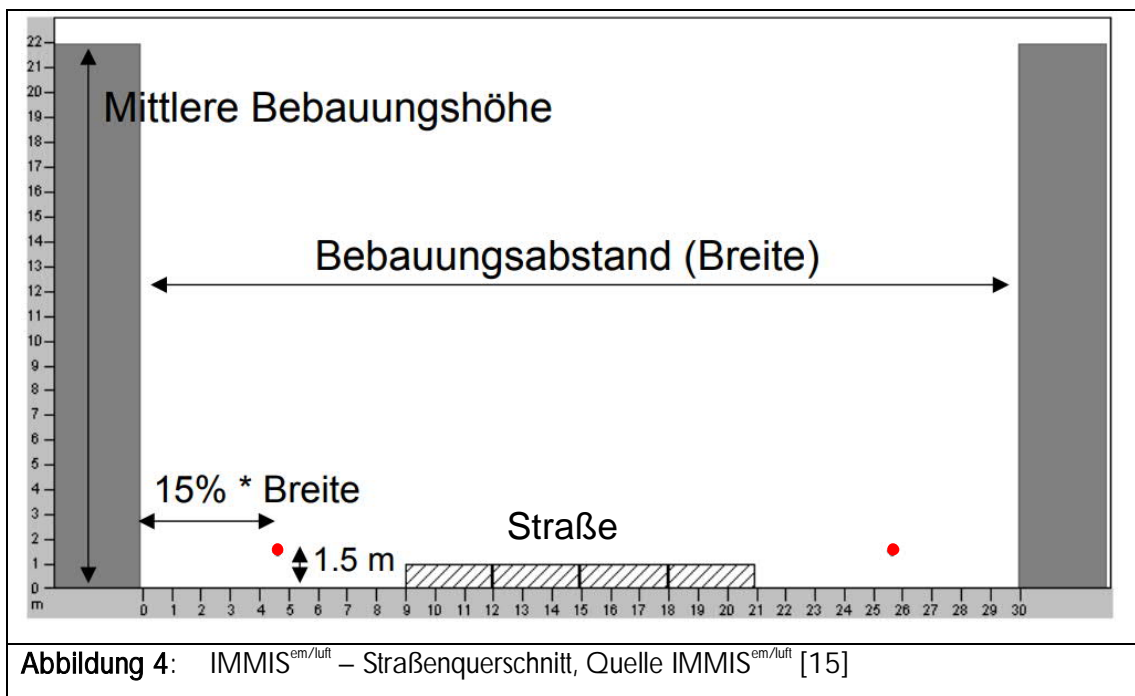 22
21
20
19
18
17
16
15
14
13
12
11
10
9
8
7
6
5
4
3
2
1
0
m
Mittlere Bebauungshöhe
Bebauungsabstand (Breite)
15% * Breite
Straße
1.5 m
0 1 2 3 4 5 6 7 8 9 10 11 12 13 14 15 16 17 18 19 20 21 22 23 24 25 26 27 28 29 30
Abbildung 4: IMMISem/luft – Straßenquerschnitt, Quelle IMMISem/luft [15]